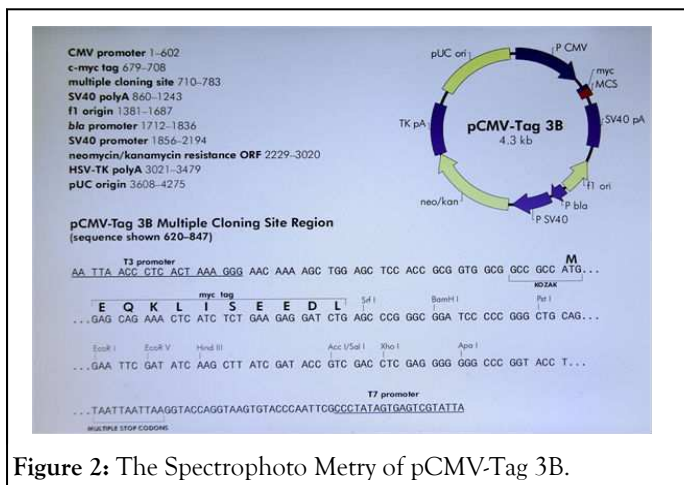 CMV promoter 1–602
c-myc tag 679–708
multiple cloning site 710–783
SV40 polyA 860–1243
f1 origin 1381–1687
bla promoter 1712–1836
SV40 promoter 1856–2194
neomycin/kanamycin resistance ORF 2229–3020
HSV-TK polyA 3021–3479
pUC origin 3608–4275
pUC ori
P CMV
myc
MCS
TK pA
pCMV-Tag 3B
4.3 kb
SV40 pA
f1 ori
neo/kan
P bla
P SV40
pCMV-Tag 3B Multiple Cloning Site Region
(sequence shown 620–847)
T3 promoter
M
AA TTA ACC CTC ACT AAA GGG AAC AAA AGC TGG AGC TCC ACC GCG GTG GCG GCC GCC ATG...
KOZAK
myc tag
E Q K L I S E E D L
Srf I
BamH I
Pst I
...GAG CAG AAA CTC ATC TCT GAA GAG GAT CTG AGC CCG GGC GGA TCC CCC GGG CTG CAG...
EcoR I
EcoR V
Hind III
Acc I/Sal I
Xho I
Apa I
...GAA TTC GAT ATC AAG CTT ATC GAT ACC GTC GAC CTC GAG GGG GGG CCC GGT ACC T...
T7 promoter
...TAATTAATTAAGGTACCAGGTAAGTGTACCCAATTCGCCCTATAGTGAGTCGTATTA
MULTIPLE STOP CODONS
Figure 2: The Spectrophoto Metry of pCMV-Tag 3B.